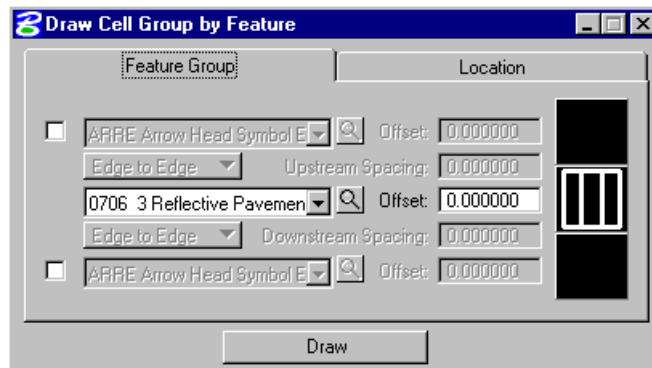 Draw Cell Group by Feature
Feature Group Location
ARRE Arrow Head Symbol E Offset: 0.000000
Edge to Edge Upstream Spacing: 0.000000
0706 3 Reflective Pavemen Offset: 0.000000
Edge to Edge Downstream Spacing: 0.000000
ARRE Arrow Head Symbol E Offset: 0.000000
Draw